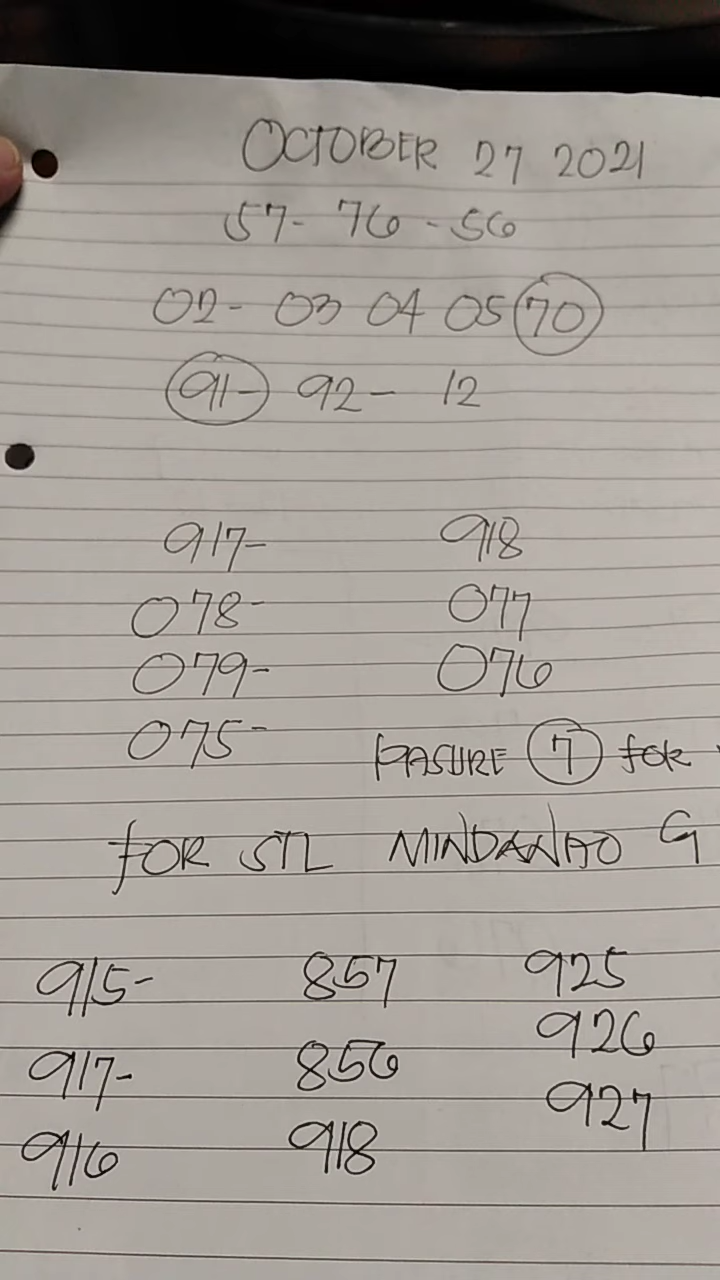 OCTOBER 27 2021
57- 76 - 56
02- 03 04 05 70
91- 92- 12
917- 918
078- 077
079- 076
075- PASURE 7 for
for STL MINDANAO G
915- 857 925
926
917- 856
927
916 918